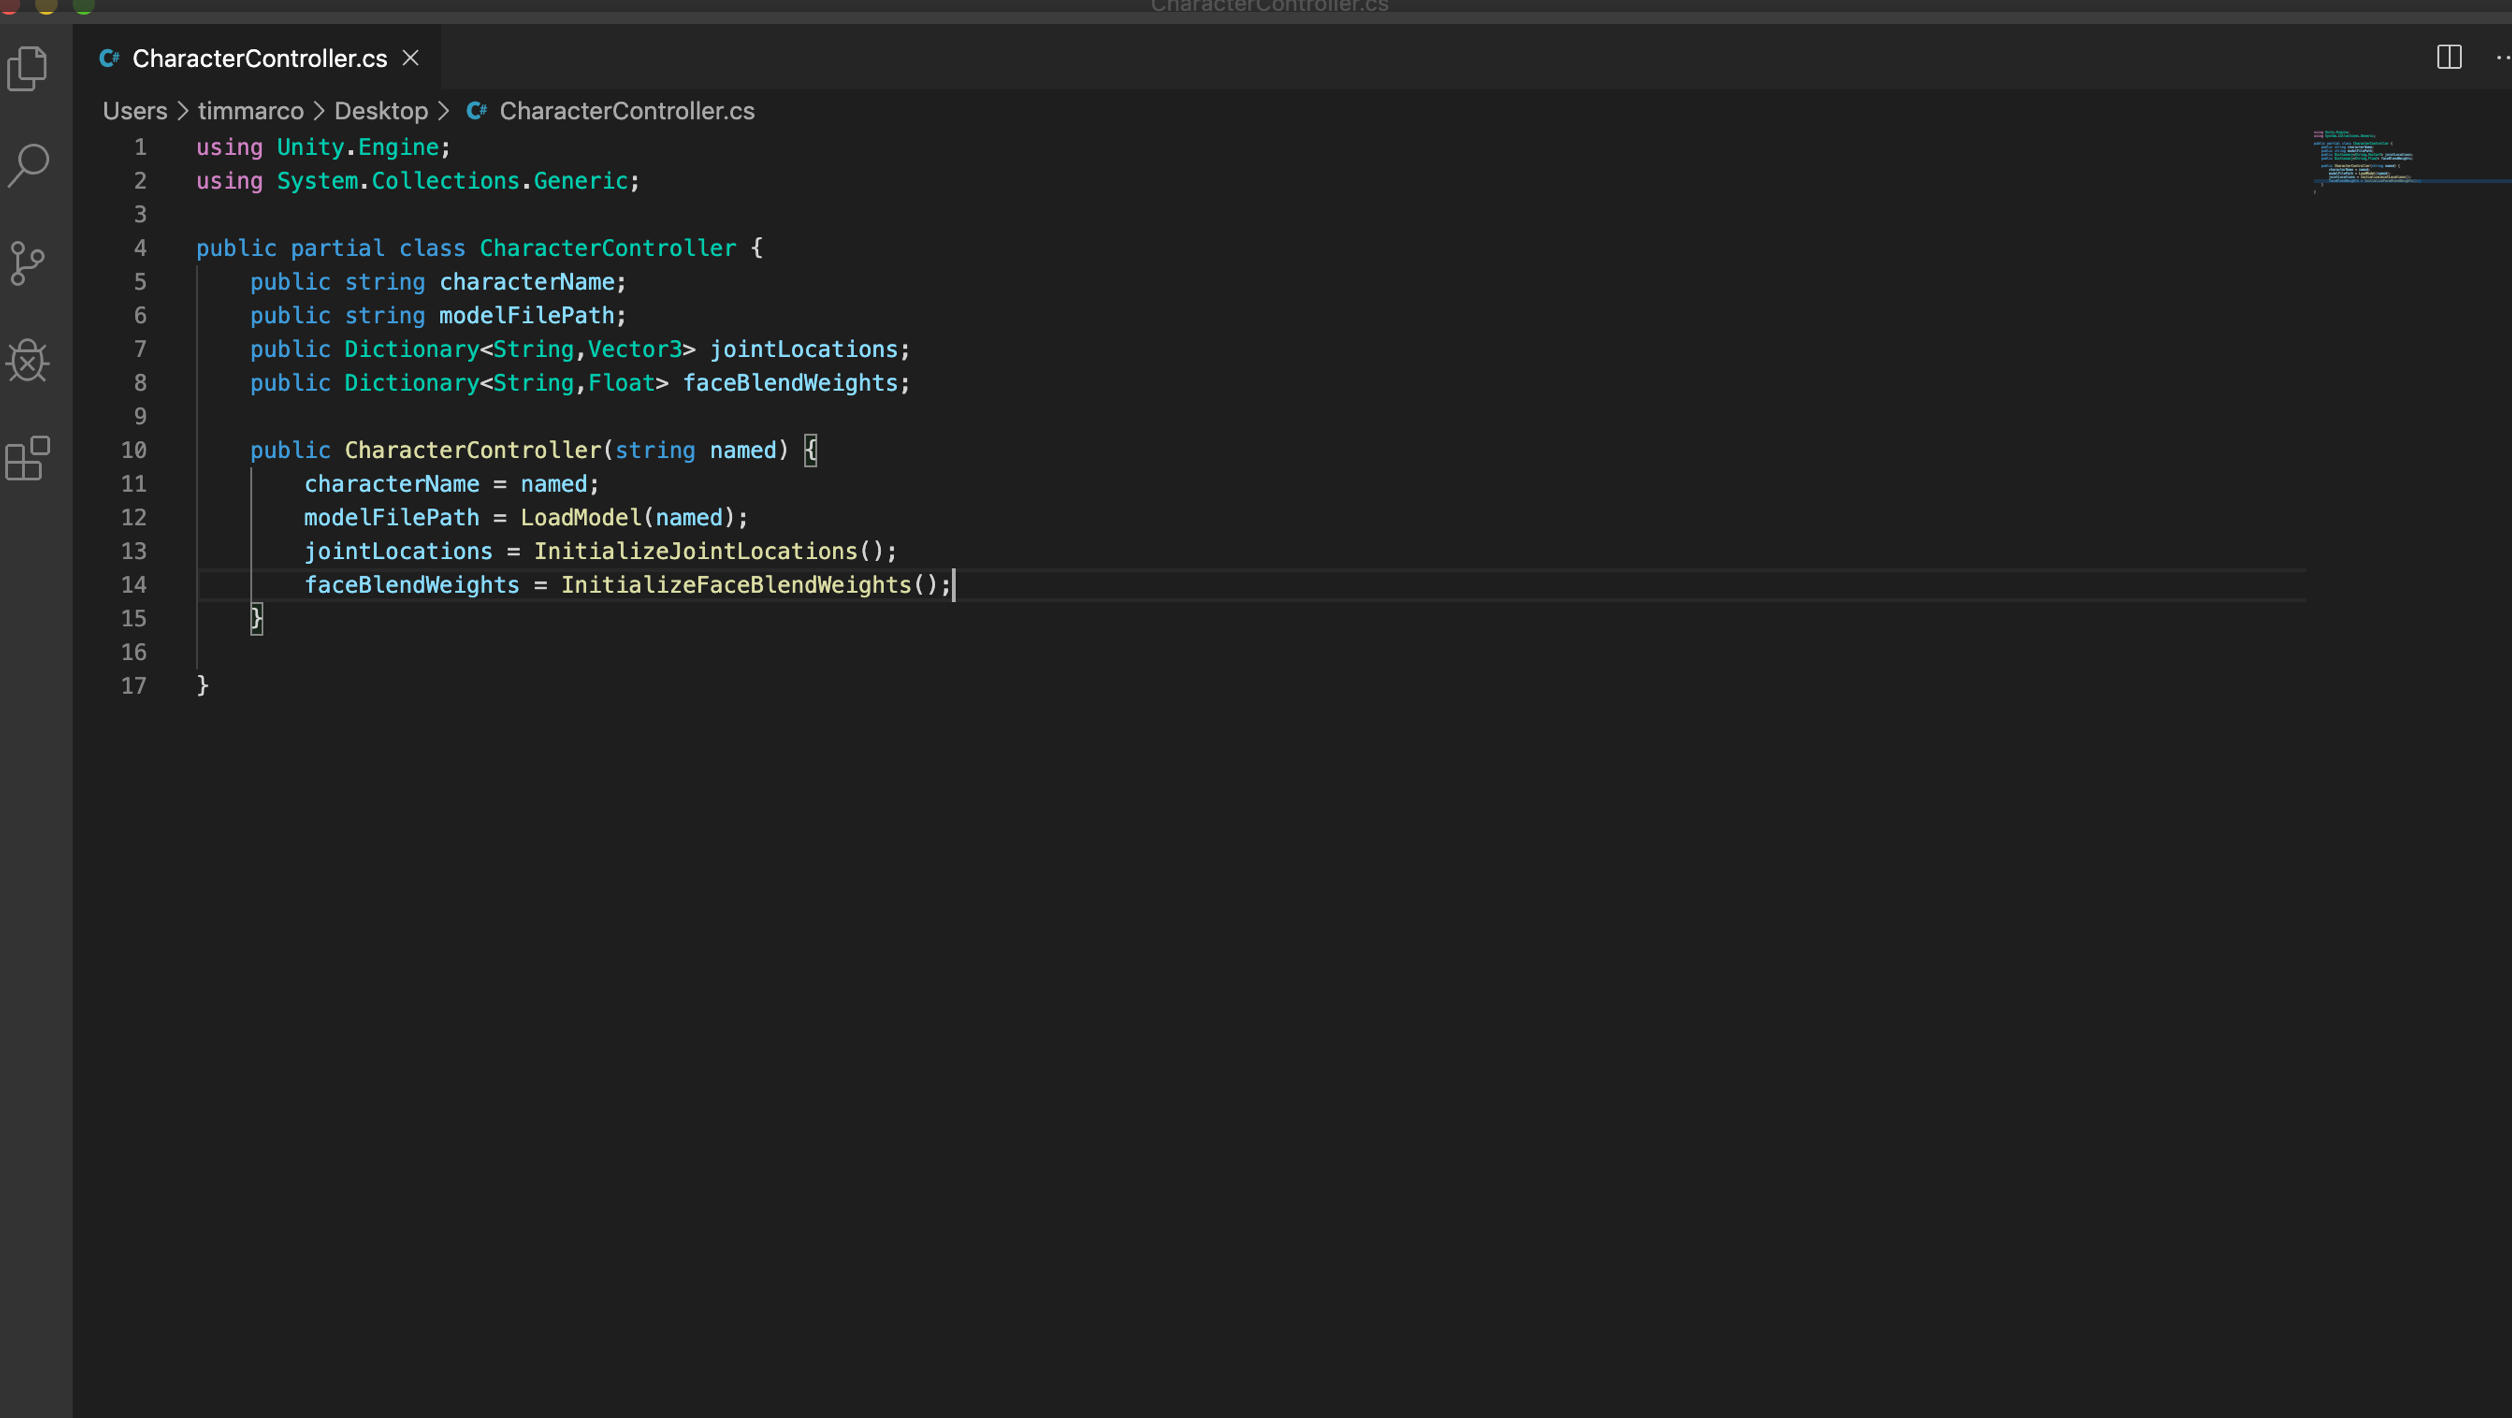 CharacterController.cs
C# CharacterController.cs
Users > timmarco > Desktop > C# CharacterController.cs
1 using Unity.Engine;
2 using System.Collections.Generic;
3
4 public partial class CharacterController {
5     public string characterName;
6     public string modelFilePath;
7     public Dictionary<String,Vector3> jointLocations;
8     public Dictionary<String,Float> faceBlendWeights;
9
10     public CharacterController(string named) {
11         characterName = named;
12         modelFilePath = LoadModel(named);
13         jointLocations = InitializeJointLocations();
14         faceBlendWeights = InitializeFaceBlendWeights();
15     }
16
17 }